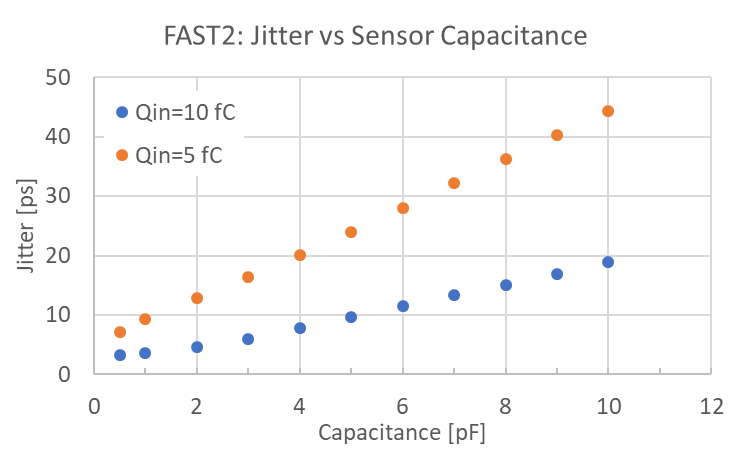 FAST2: Jitter vs Sensor Capacitance
50
40
30
20
10
0
Jitter [ps]
Qin=10 fC
Qin=5 fC
0 2 4 6 8 10 12
Capacitance [pF]